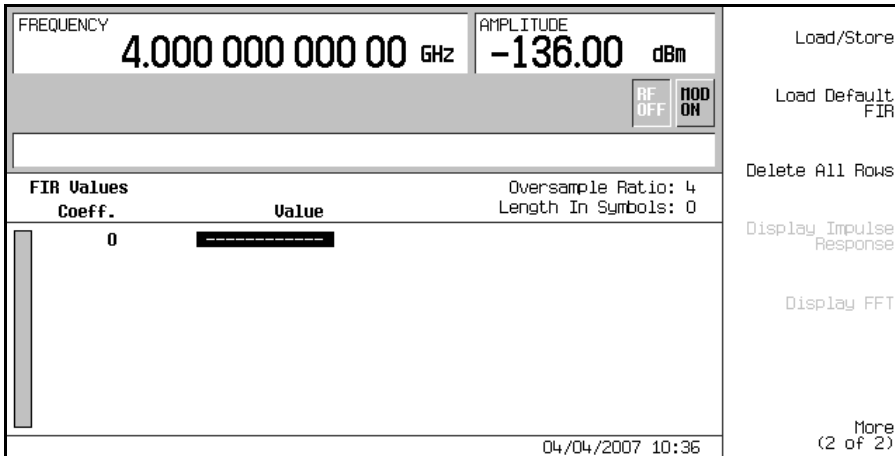 FREQUENCY
4.000 000 000 00 GHz
AMPLITUDE
-136.00 dBm
RF OFF
MOD ON
FIR Values
Oversample Ratio: 4
Coeff. Value
Length In Symbols: 0
0 ------------
04/04/2007 10:36
Load/Store
Load Default
FIR
Delete All Rows
Display Impulse
Response
Display FFT
More
(2 of 2)